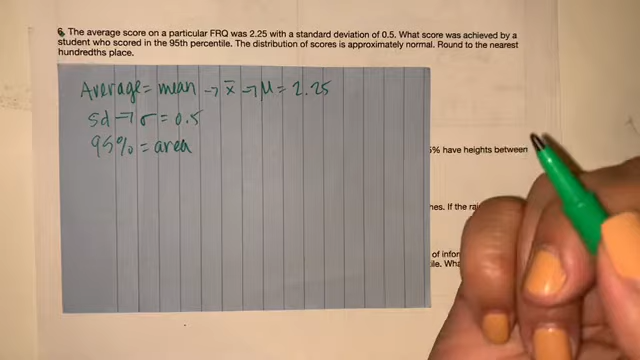 6. The average score on a particular FRQ was 2.25 with a standard deviation of 0.5. What score was achieved by a
student who scored in the 95th percentile. The distribution of scores is approximately normal. Round to the nearest
hundredths place.
Average = mean → x̄ → μ = 2.25
sd → σ = 0.5
95% = area
5% have heights between
hes. If the
of infor
ile. Wha